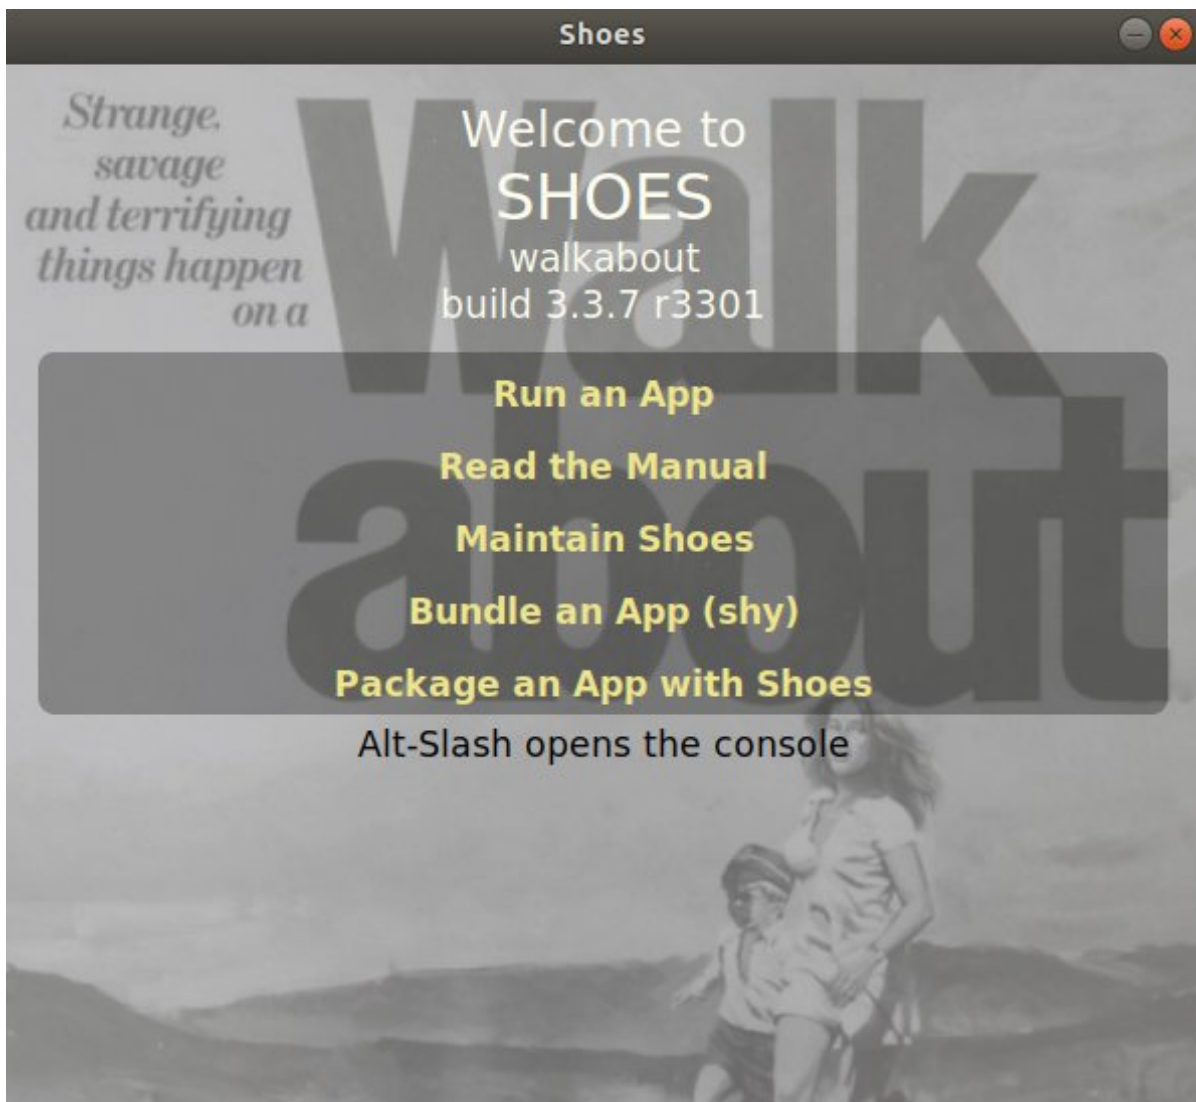 Shoes
Strange,
savage
and terrifying
things happen
on a
Walk
about
Welcome to
SHOES
walkabout
build 3.3.7 r3301
Run an App
Read the Manual
Maintain Shoes
Bundle an App (shy)
Package an App with Shoes
Alt-Slash opens the console